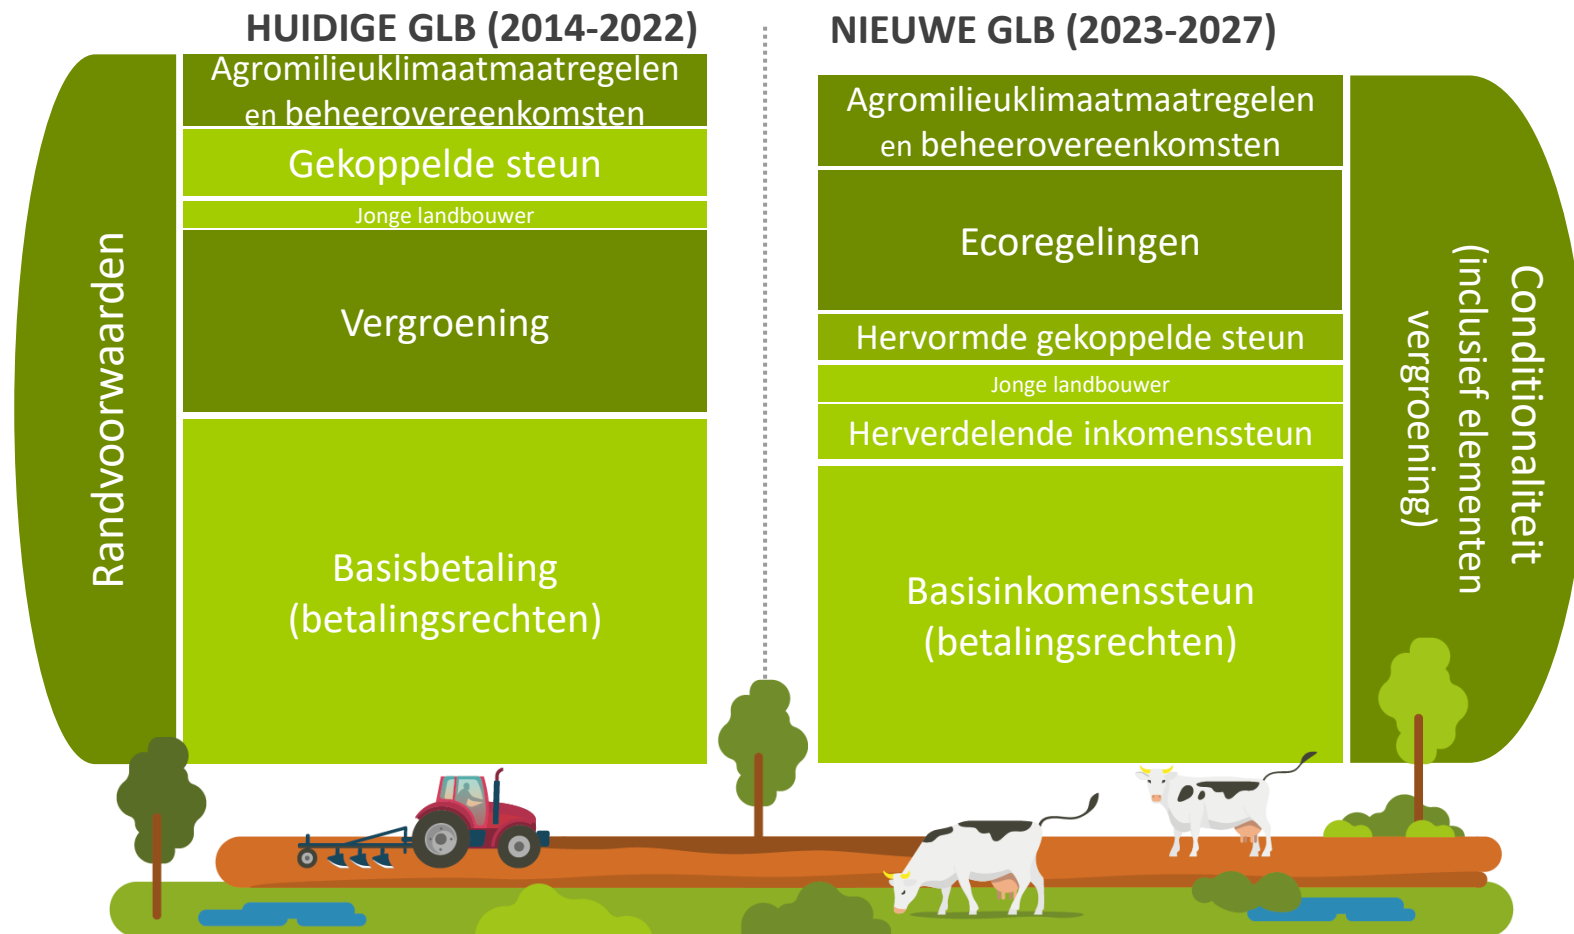 HUIDIGE GLB (2014-2022)
Agromilieuklimaatmaatregelen
en beheerovereenkomsten
Gekoppelde steun
Jonge landbouwer
Vergroening
Basisbetaling
(betalingsrechten)
Randvoorwaarden
NIEUWE GLB (2023-2027)
Agromilieuklimaatmaatregelen
en beheerovereenkomsten
Ecoregelingen
Hervormde gekoppelde steun
Jonge landbouwer
Herverdelende inkomenssteun
Basisinkomenssteun
(betalingsrechten)
Conditionaliteit
(inclusief elementen
vergroening)